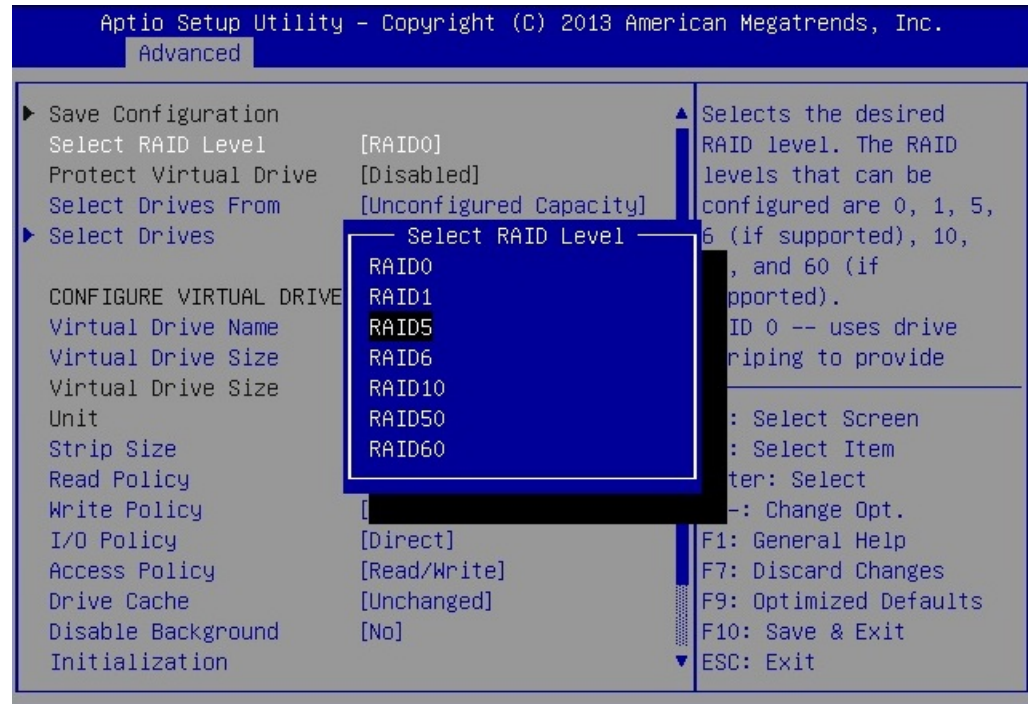 Aptio Setup Utility – Copyright (C) 2013 American Megatrends, Inc.
Advanced
Save Configuration
Select RAID Level [RAID0]
Protect Virtual Drive [Disabled]
Select Drives From [Unconfigured Capacity]
Select Drives
CONFIGURE VIRTUAL DRIVE
Virtual Drive Name
Virtual Drive Size
Virtual Drive Size
Unit
Strip Size
Read Policy
Write Policy [
I/O Policy [Direct]
Access Policy [Read/Write]
Drive Cache [Unchanged]
Disable Background [No]
Initialization
Select RAID Level
RAID0
RAID1
RAID5
RAID6
RAID10
RAID50
RAID60
Selects the desired
RAID level. The RAID
levels that can be
configured are 0, 1, 5,
6 (if supported), 10,
, and 60 (if
pported).
ID 0 -- uses drive
riping to provide
: Select Screen
: Select Item
ter: Select
-: Change Opt.
F1: General Help
F7: Discard Changes
F9: Optimized Defaults
F10: Save & Exit
ESC: Exit